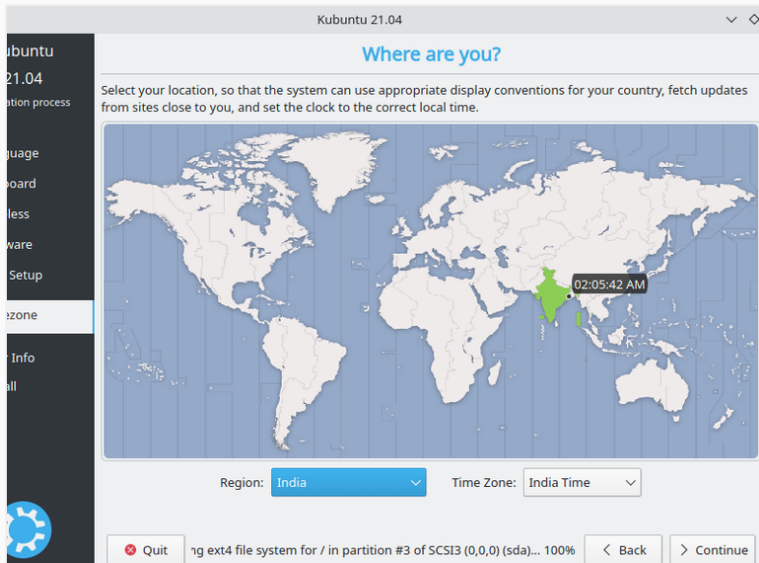 Kubuntu 21.04
ubuntu
21.04
ation process
guage
board
less
ware
Setup
ezone
Info
all
Where are you?
Select your location, so that the system can use appropriate display conventions for your country, fetch updates
from sites close to you, and set the clock to the correct local time.
02:05:42 AM
Region: India Time Zone: India Time
Quit ng ext4 file system for / in partition #3 of SCSI3 (0,0,0) (sda)... 100% Back Continue